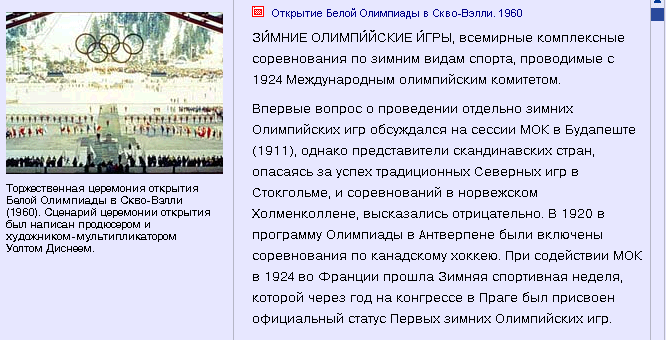 Торжественная церемония открытия
Белой Олимпиады в Скво-Вэлли
(1960). Сценарий церемонии открытия
был написан продюсером и
художником-мультипликатором
Уолтом Диснеем.
Открытие Белой Олимпиады в Скво-Вэлли. 1960
ЗИ́МНИЕ ОЛИМПИ́ЙСКИЕ И́ГРЫ, всемирные комплексные
соревнования по зимним видам спорта, проводимые с
1924 Международным олимпийским комитетом.
Впервые вопрос о проведении отдельно зимних
Олимпийских игр обсуждался на сессии МОК в Будапеште
(1911), однако представители скандинавских стран,
опасаясь за успех традиционных Северных игр в
Стокгольме, и соревнований в норвежском
Холменколлене, высказались отрицательно. В 1920 в
программу Олимпиады в Антверпене были включены
соревнования по канадскому хоккею. При содействии МОК
в 1924 во Франции прошла Зимняя спортивная неделя,
которой через год на конгрессе в Праге был присвоен
официальный статус Первых зимних Олимпийских игр.